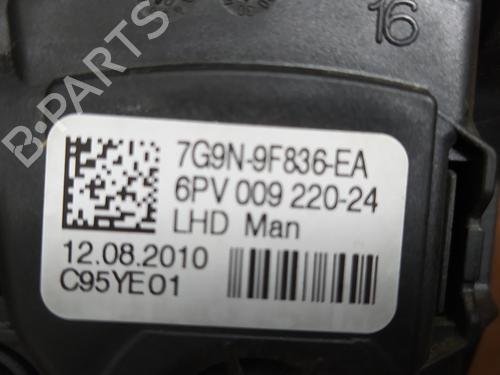 16
B-PARTS
7G9N-9F836-EA
6PV 009 220-24
LHD Man
12.08.2010
C95YE01